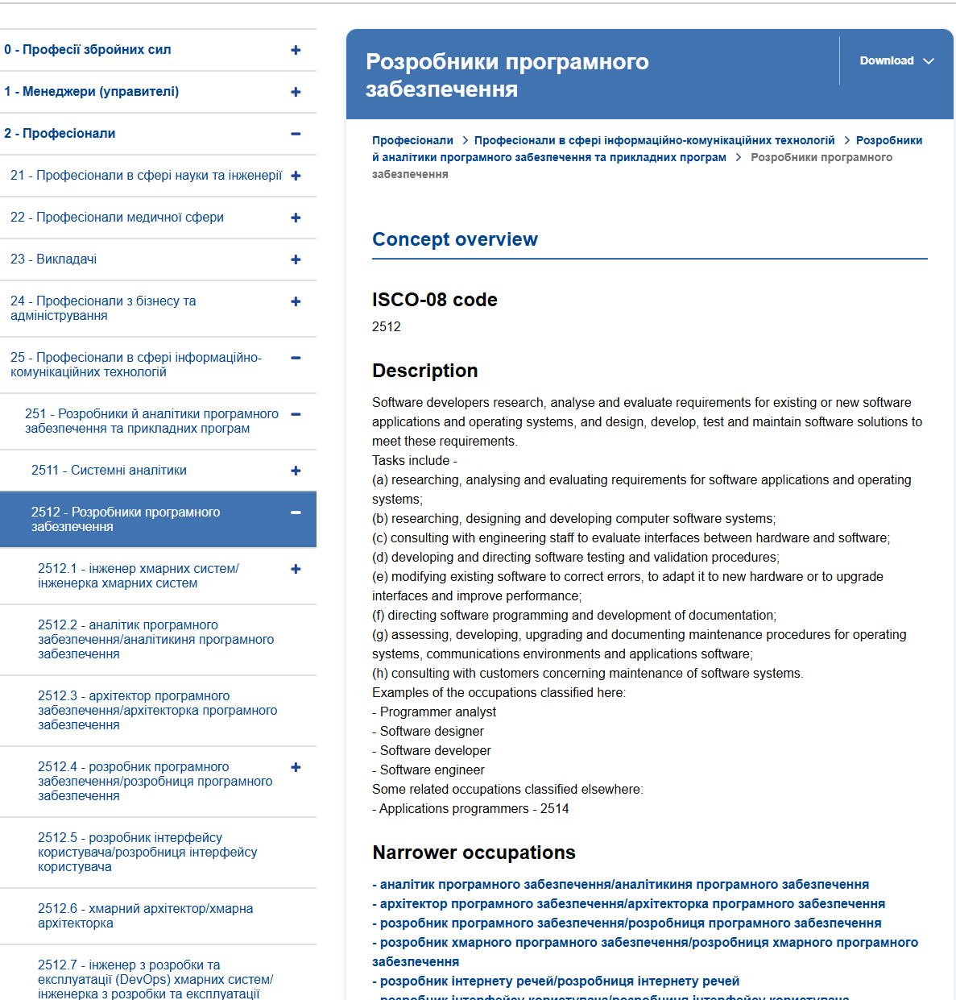 0 - Професії збройних сил
1 - Менеджери (управителі)
2 - Професіонали
21 - Професіонали в сфері науки та інженерії
22 - Професіонали медичної сфери
23 - Викладачі
24 - Професіонали з бізнесу та
адміністрування
25 - Професіонали в сфері інформаційно-
комунікаційних технологій
251 - Розробники й аналітики програмного
забезпечення та прикладних програм
2511 - Системні аналітики
2512 - Розробники програмного
забезпечення
2512.1 - інженер хмарних систем/
інженерка хмарних систем
2512.2 - аналітик програмного
забезпечення/аналітикиня програмного
забезпечення
2512.3 - архітектор програмного
забезпечення/архітекторка програмного
забезпечення
2512.4 - розробник програмного
забезпечення/розробниця програмного
забезпечення
2512.5 - розробник інтерфейсу
користувача/розробниця інтерфейсу
користувача
2512.6 - хмарний архітектор/хмарна
архітекторка
2512.7 - інженер з розробки та
експлуатації (DevOps) хмарних систем/
інженерка з розробки та експлуатації
Розробники програмного
забезпечення
Download
Професіонали > Професіонали в сфері інформаційно-комунікаційних технологій > Розробники
й аналітики програмного забезпечення та прикладних програм > Розробники програмного
забезпечення
Concept overview
ISCO-08 code
2512
Description
Software developers research, analyse and evaluate requirements for existing or new software
applications and operating systems, and design, develop, test and maintain software solutions to
meet these requirements.
Tasks include -
(a) researching, analysing and evaluating requirements for software applications and operating
systems;
(b) researching, designing and developing computer software systems;
(c) consulting with engineering staff to evaluate interfaces between hardware and software;
(d) developing and directing software testing and validation procedures;
(e) modifying existing software to correct errors, to adapt it to new hardware or to upgrade
interfaces and improve performance;
(f) directing software programming and development of documentation;
(g) assessing, developing, upgrading and documenting maintenance procedures for operating
systems, communications environments and applications software;
(h) consulting with customers concerning maintenance of software systems.
Examples of the occupations classified here:
- Programmer analyst
- Software designer
- Software developer
- Software engineer
Some related occupations classified elsewhere:
- Applications programmers - 2514
Narrower occupations
- аналітик програмного забезпечення/аналітикиня програмного забезпечення
- архітектор програмного забезпечення/архітекторка програмного забезпечення
- розробник програмного забезпечення/розробниця програмного забезпечення
- розробник хмарного програмного забезпечення/розробниця хмарного програмного
забезпечення
- розробник інтернету речей/розробниця інтернету речей
- розробник інтерфейсу користувача/розробниця інтерфейсу користувача